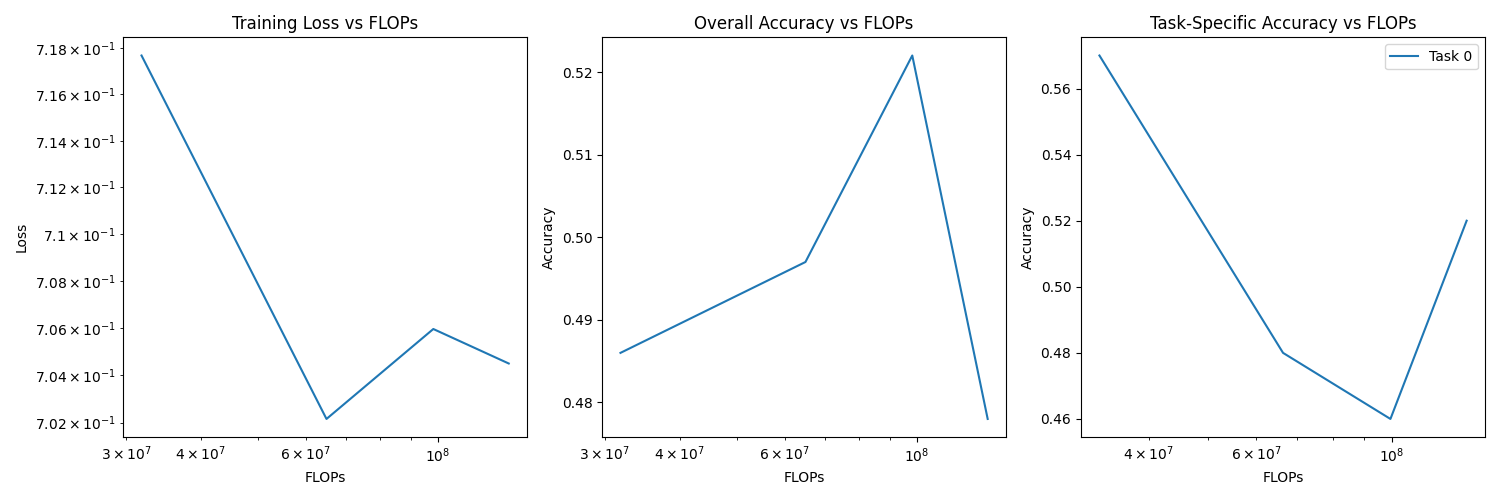 Training Loss vs FLOPs
7.18 × 10⁻¹
7.16 × 10⁻¹
7.14 × 10⁻¹
7.12 × 10⁻¹
7.1 × 10⁻¹
7.08 × 10⁻¹
7.06 × 10⁻¹
7.04 × 10⁻¹
7.02 × 10⁻¹
Loss
3 × 10⁷ 4 × 10⁷ 6 × 10⁷ 10⁸
FLOPs
Overall Accuracy vs FLOPs
0.52
0.51
0.50
0.49
0.48
Accuracy
3 × 10⁷ 4 × 10⁷ 6 × 10⁷ 10⁸
FLOPs
Task-Specific Accuracy vs FLOPs
Task 0
0.56
0.54
0.52
0.50
0.48
0.46
Accuracy
4 × 10⁷ 6 × 10⁷ 10⁸
FLOPs